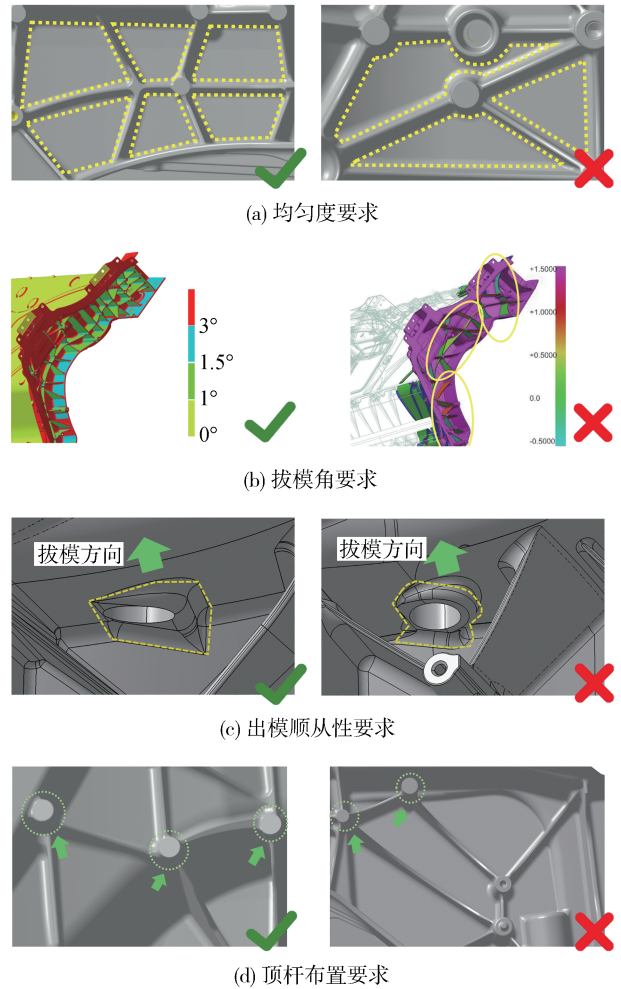 (a) 均匀度要求
3°
1.5°
1°
0°
+1.5000
+1.0000
+0.5000
0.0
-0.5000
(b) 拔模角要求
拔模方向
拔模方向
(c) 出模顺从性要求
(d) 顶杆布置要求